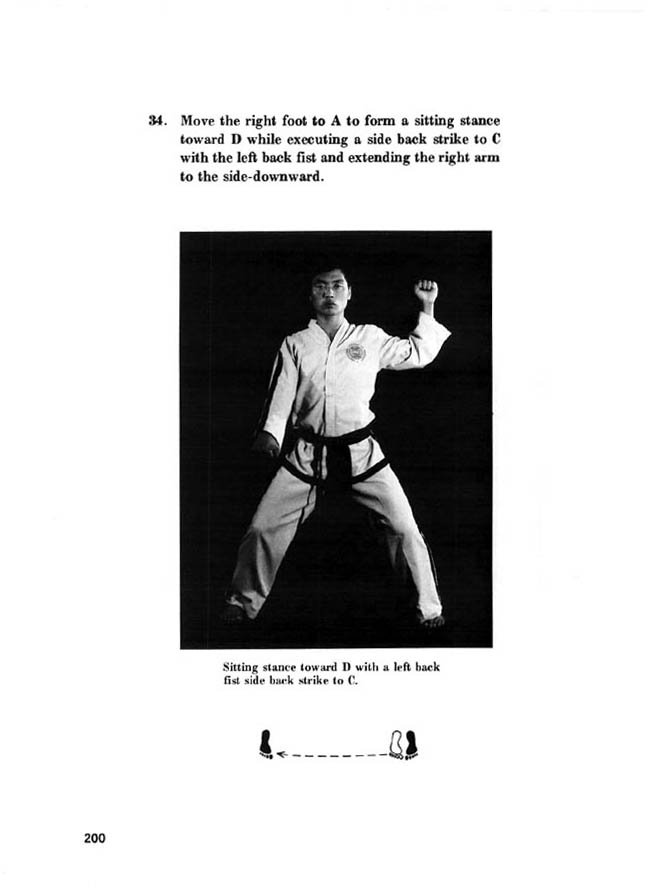 34. Move the right foot to A to form a sitting stance
toward D while executing a side back strike to C
with the left back fist and extending the right arm
to the side-downward.
Sitting stance toward D with a left back
fist side back strike to C.
200